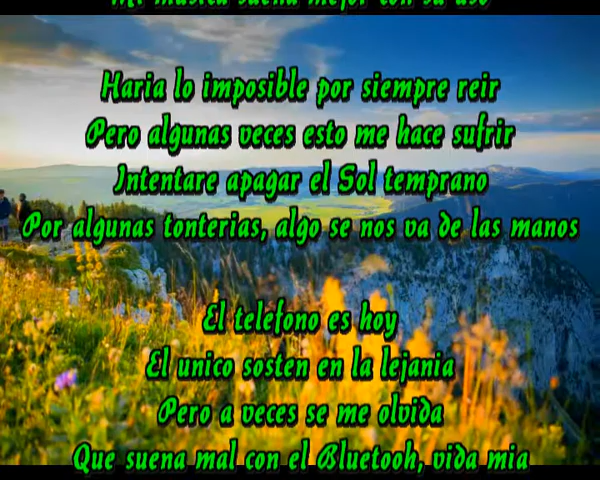 Mi musica suena mejor con su uso
Haria lo imposible por siempre reir
Pero algunas veces esto me hace sufrir
Intentare apagar el Sol temprano
Por algunas tonterias, algo se nos va de las manos
El telefono es hoy
El unico sosten en la lejania
Pero a veces se me olvida
Que suena mal con el Bluetooh, vida mia